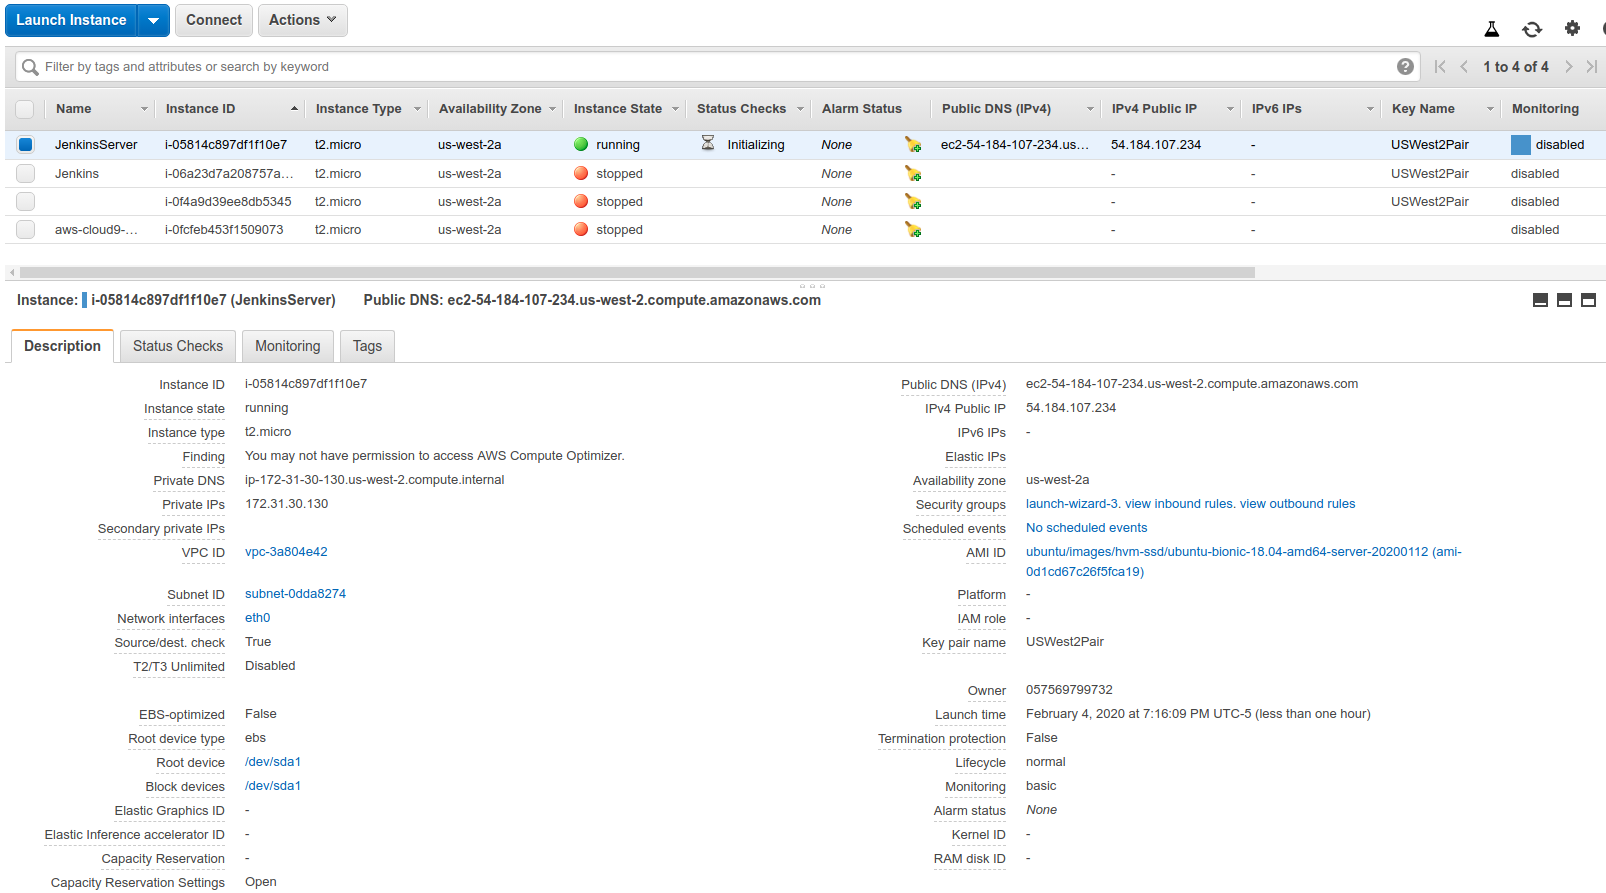 Launch Instance Connect Actions
Filter by tags and attributes or search by keyword 1 to 4 of 4
Name Instance ID Instance Type Availability Zone Instance State Status Checks Alarm Status Public DNS (IPv4) IPv4 Public IP IPv6 IPs Key Name Monitoring
JenkinsServer i-05814c897df1f10e7 t2.micro us-west-2a running Initializing None ec2-54-184-107-234.us... 54.184.107.234 - USWest2Pair disabled
Jenkins i-06a23d7a208757a... t2.micro us-west-2a stopped None - - USWest2Pair disabled
i-0f4a9d39ee8db5345 t2.micro us-west-2a stopped None - - USWest2Pair disabled
aws-cloud9-... i-0fcfeb453f1509073 t2.micro us-west-2a stopped None - - disabled
Instance: i-05814c897df1f10e7 (JenkinsServer) Public DNS: ec2-54-184-107-234.us-west-2.compute.amazonaws.com
Description Status Checks Monitoring Tags
Instance ID i-05814c897df1f10e7 Public DNS (IPv4) ec2-54-184-107-234.us-west-2.compute.amazonaws.com
Instance state running IPv4 Public IP 54.184.107.234
Instance type t2.micro IPv6 IPs -
Finding You may not have permission to access AWS Compute Optimizer. Elastic IPs
Private DNS ip-172-31-30-130.us-west-2.compute.internal Availability zone us-west-2a
Private IPs 172.31.30.130 Security groups launch-wizard-3. view inbound rules. view outbound rules
Secondary private IPs Scheduled events No scheduled events
VPC ID vpc-3a804e42 AMI ID ubuntu/images/hvm-ssd/ubuntu-bionic-18.04-amd64-server-20200112 (ami-
0d1cd67c26f5fca19)
Subnet ID subnet-0dda8274 Platform -
Network interfaces eth0 IAM role -
Source/dest. check True Key pair name USWest2Pair
T2/T3 Unlimited Disabled
Owner 057569799732
EBS-optimized False Launch time February 4, 2020 at 7:16:09 PM UTC-5 (less than one hour)
Root device type ebs Termination protection False
Root device /dev/sda1 Lifecycle normal
Block devices /dev/sda1 Monitoring basic
Elastic Graphics ID - Alarm status None
Elastic Inference accelerator ID - Kernel ID -
Capacity Reservation - RAM disk ID -
Capacity Reservation Settings Open